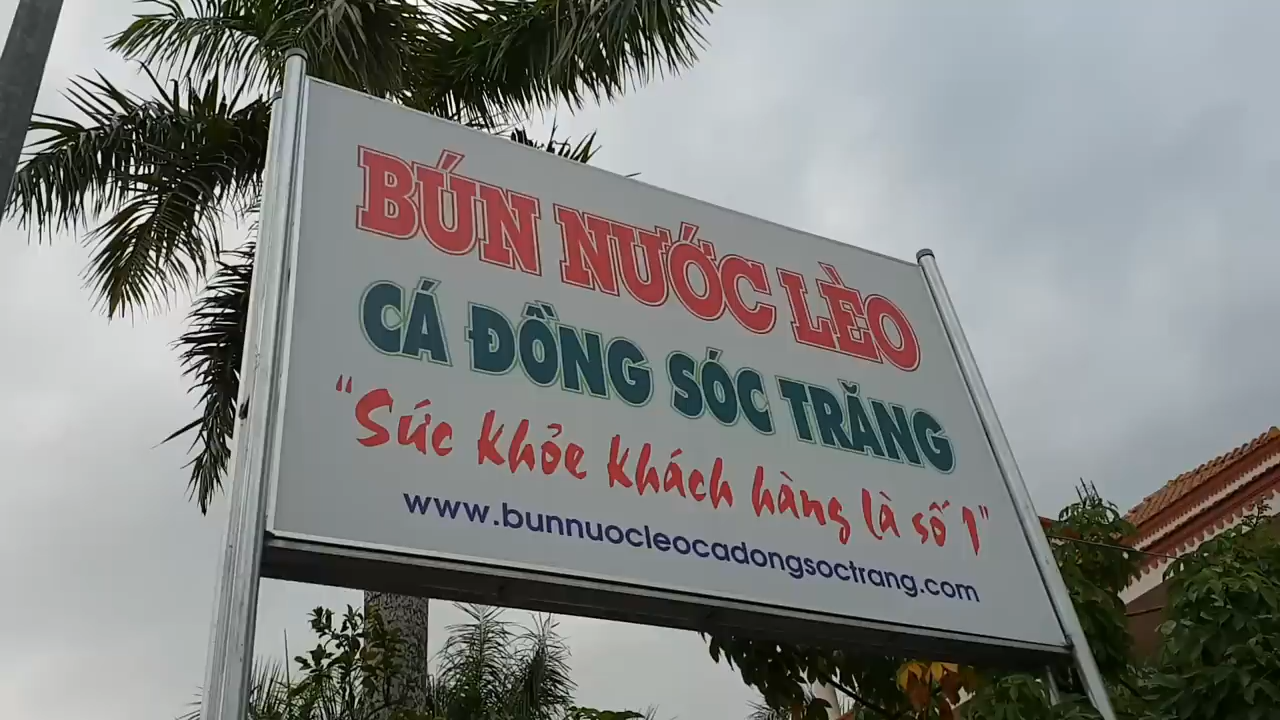 BÚN NƯỚC LÈO
CÁ ĐỒNG SÓC TRĂNG
"Sức khỏe khách hàng là số 1"
www.bunnuocleocadongsoctrang.com